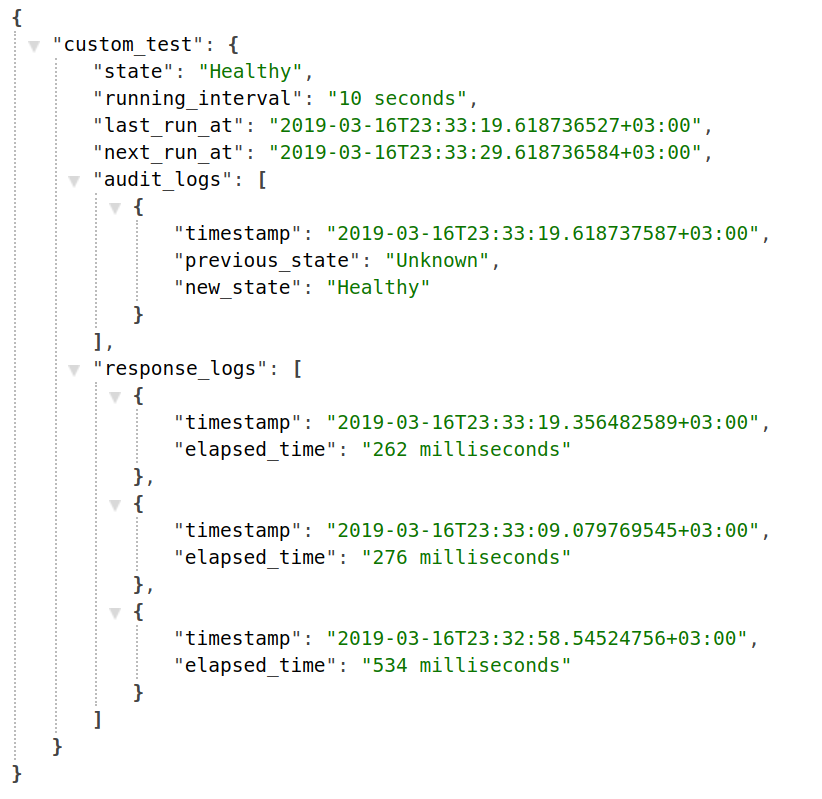 {
"custom_test": {
"state": "Healthy",
"running_interval": "10 seconds",
"last_run_at": "2019-03-16T23:33:19.618736527+03:00",
"next_run_at": "2019-03-16T23:33:29.618736584+03:00",
"audit_logs": [
{
"timestamp": "2019-03-16T23:33:19.618737587+03:00",
"previous_state": "Unknown",
"new_state": "Healthy"
}
],
"response_logs": [
{
"timestamp": "2019-03-16T23:33:19.356482589+03:00",
"elapsed_time": "262 milliseconds"
},
{
"timestamp": "2019-03-16T23:33:09.079769545+03:00",
"elapsed_time": "276 milliseconds"
},
{
"timestamp": "2019-03-16T23:32:58.54524756+03:00",
"elapsed_time": "534 milliseconds"
}
]
}
}